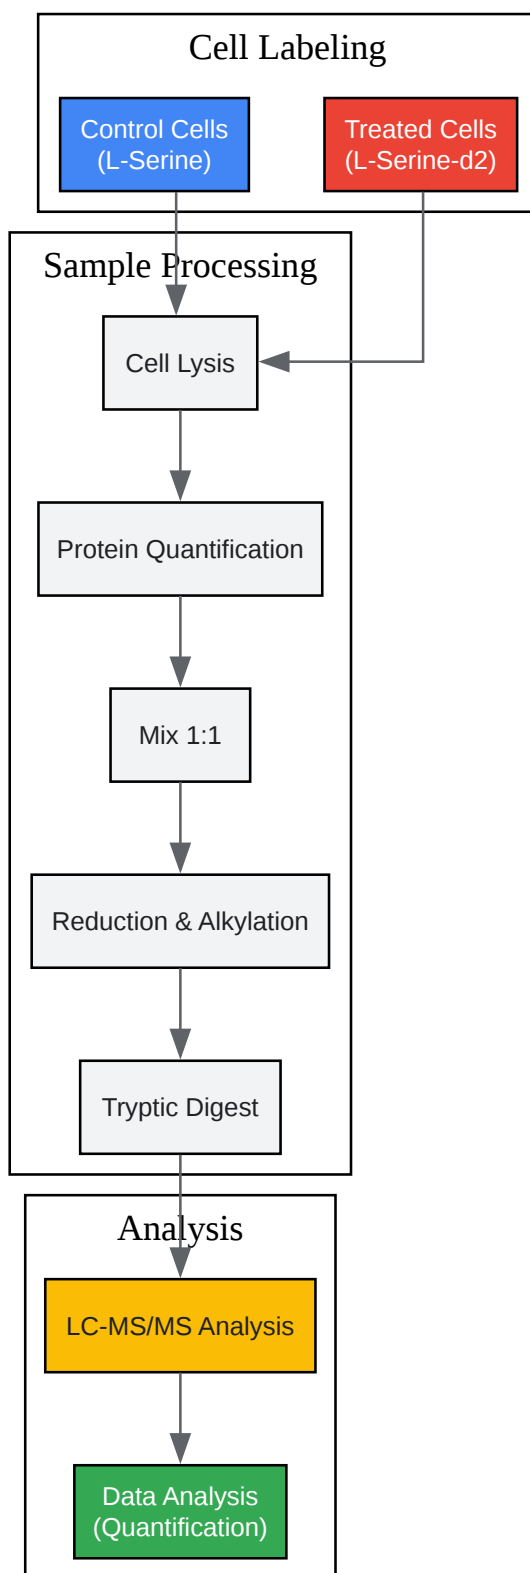 Cell Labeling
Control Cells
(L-Serine)
Treated Cells
(L-Serine-d2)
Sample Processing
Cell Lysis
Protein Quantification
Mix 1:1
Reduction & Alkylation
Tryptic Digest
Analysis
LC-MS/MS Analysis
Data Analysis
(Quantification)